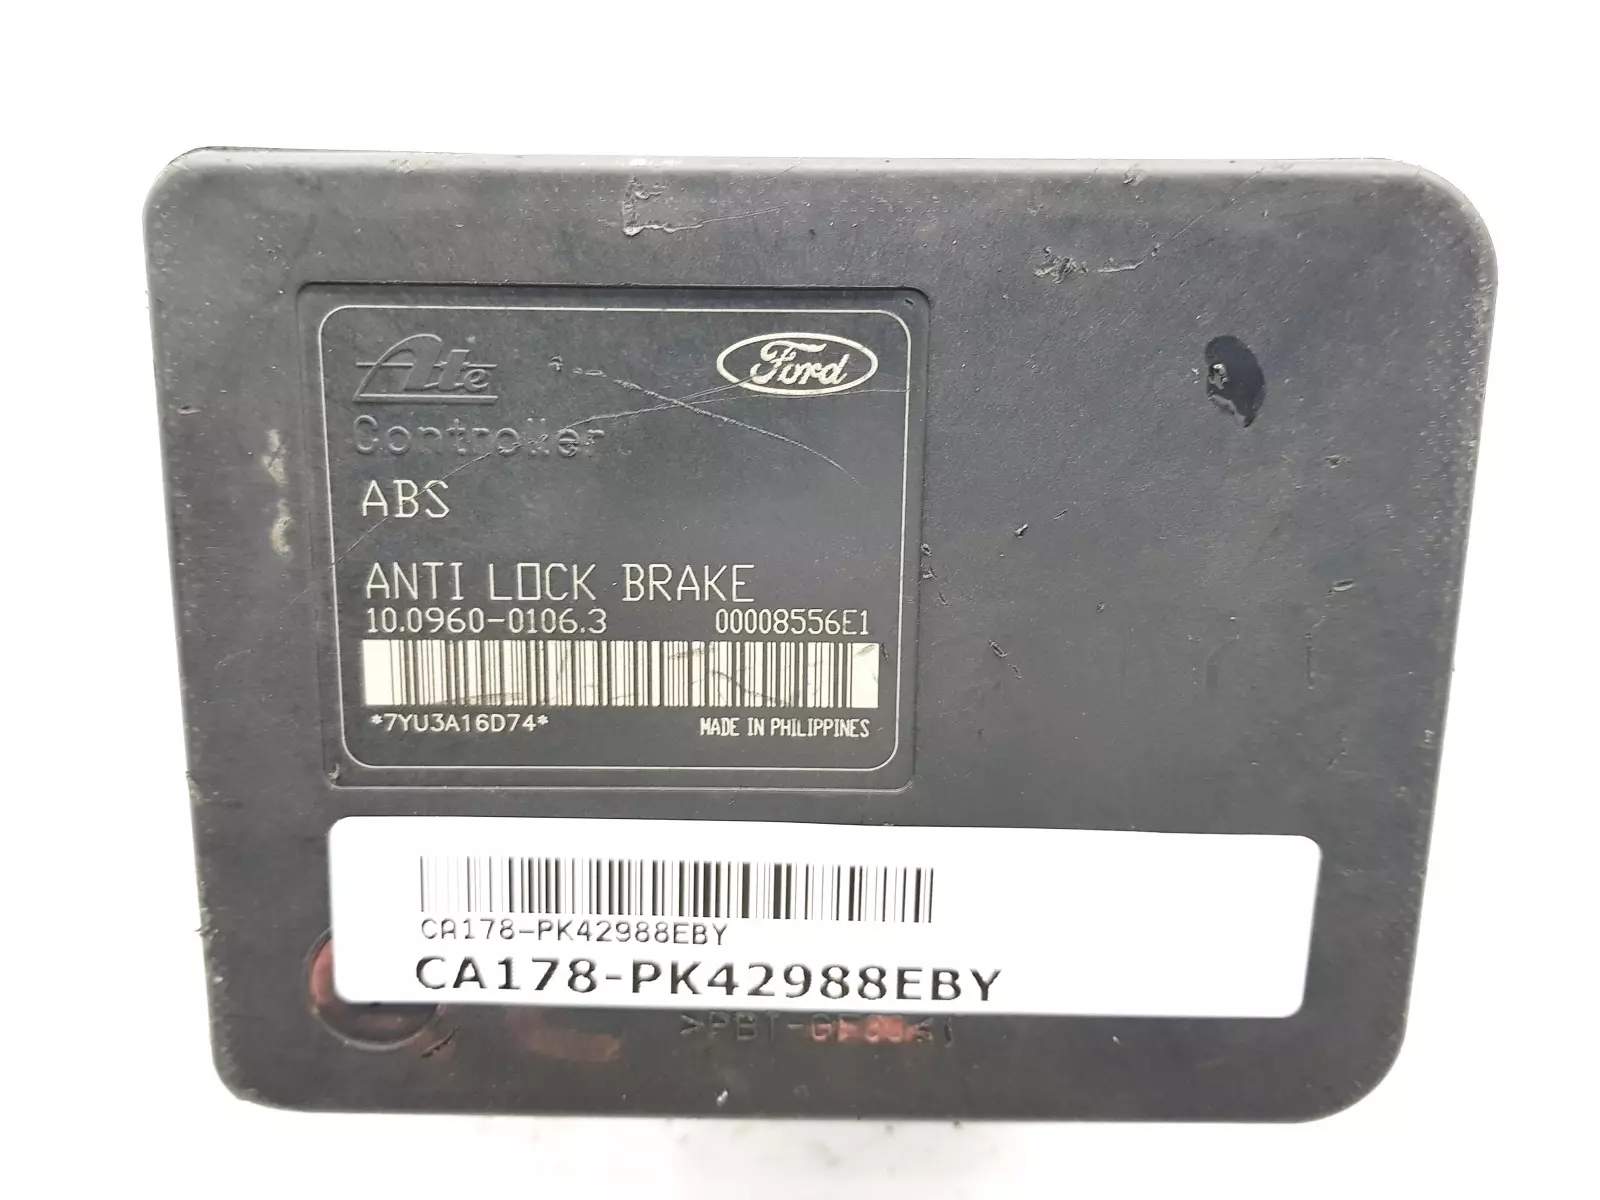 Ate
Ford
Controller
ABS
ANTI LOCK BRAKE
10.0960-0106.3 00008556E1
*7YU3A16D74* MADE IN PHILIPPINES
CA178-PK42988EBY
CA178-PK42988EBY